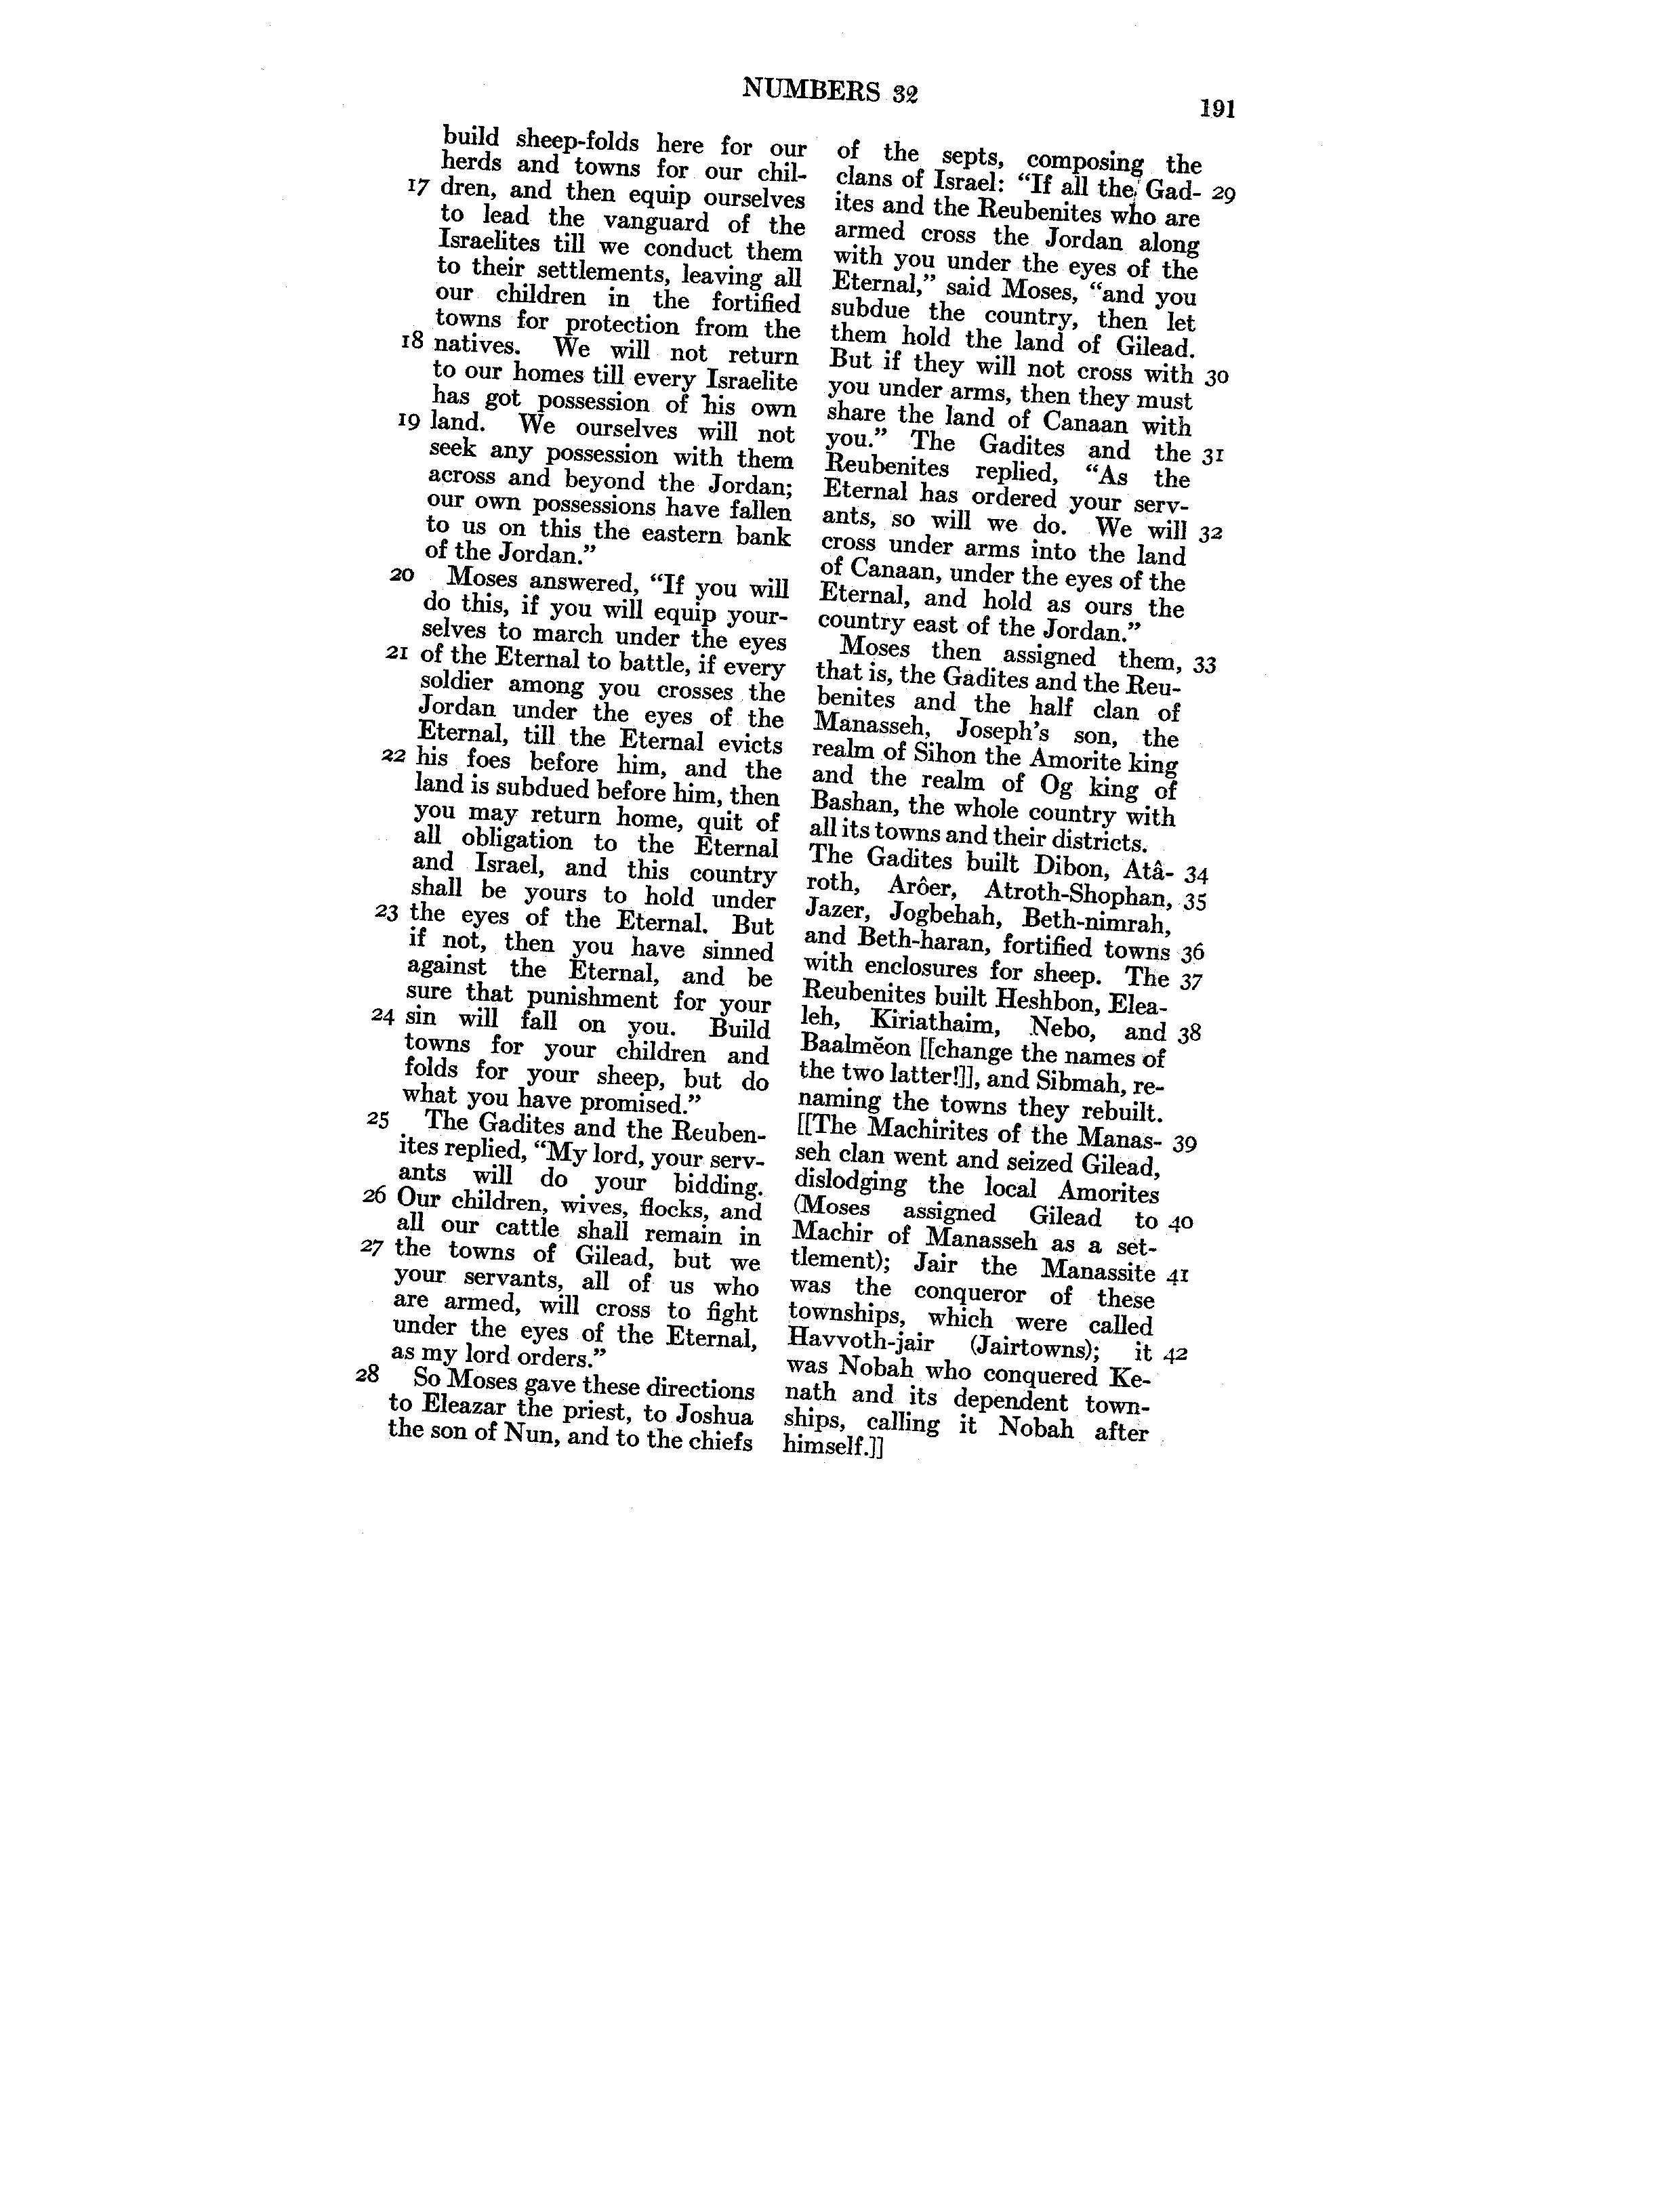 NUMBERS 32
191
build sheep-folds here for our
herds and towns for our chil-
17 dren, and then equip ourselves
to lead the vanguard of the
Israelites till we conduct them
to their settlements, leaving all
our children in the fortified
towns for protection from the
18 natives. We will not return
to our homes till every Israelite
has got possession of his own
19 land. We ourselves will not
seek any possession with them
across and beyond the Jordan;
our own possessions have fallen
to us on this the eastern bank
of the Jordan.”
20 Moses answered, “If you will
do this, if you will equip your-
selves to march under the eyes
21 of the Eternal to battle, if every
soldier among you crosses the
Jordan under the eyes of the
Eternal, till the Eternal evicts
22 his foes before him, and the
land is subdued before him, then
you may return home, quit of
all obligation to the Eternal
and Israel, and this country
shall be yours to hold under
23 the eyes of the Eternal. But
if not, then you have sinned
against the Eternal, and be
sure that punishment for your
24 sin will fall on you. Build
towns for your children and
folds for your sheep, but do
what you have promised.”
25 The Gadites and the Reuben-
ites replied, “My lord, your serv-
ants will do your bidding.
26 Our children, wives, flocks, and
all our cattle shall remain in
27 the towns of Gilead, but we
your servants, all of us who
are armed, will cross to fight
under the eyes of the Eternal,
as my lord orders.”
28 So Moses gave these directions
to Eleazar the priest, to Joshua
the son of Nun, and to the chiefs
of the septs, composing the
clans of Israel: “If all the Gad- 29
ites and the Reubenites who are
armed cross the Jordan along
with you under the eyes of the
Eternal,” said Moses, “and you
subdue the country, then let
them hold the land of Gilead.
But if they will not cross with 30
you under arms, then they must
share the land of Canaan with
you.” The Gadites and the 31
Reubenites replied, “As the
Eternal has ordered your serv-
ants, so will we do. We will 32
cross under arms into the land
of Canaan, under the eyes of the
Eternal, and hold as ours the
country east of the Jordan.”
Moses then assigned them, 33
that is, the Gadites and the Reu-
benites and the half clan of
Manasseh, Joseph’s son, the
realm of Sihon the Amorite king
and the realm of Og king of
Bashan, the whole country with
all its towns and their districts.
The Gadites built Dibon, Atâ- 34
roth, Arôer, Atroth-Shophan, 35
Jazer, Jogbehah, Beth-nimrah,
and Beth-haran, fortified towns 36
with enclosures for sheep. The 37
Reubenites built Heshbon, Elea-
leh, Kiriathaim, Nebo, and 38
Baalmĕon [[change the names of
the two latter!]], and Sibmah, re-
naming the towns they rebuilt.
[[The Machirites of the Manas- 39
seh clan went and seized Gilead,
dislodging the local Amorites
(Moses assigned Gilead to 40
Machir of Manasseh as a set-
tlement); Jair the Manassite 41
was the conqueror of these
townships, which were called
Havvoth-jair (Jairtowns); it 42
was Nobah who conquered Ke-
nath and its dependent town-
ships, calling it Nobah after
himself.]]